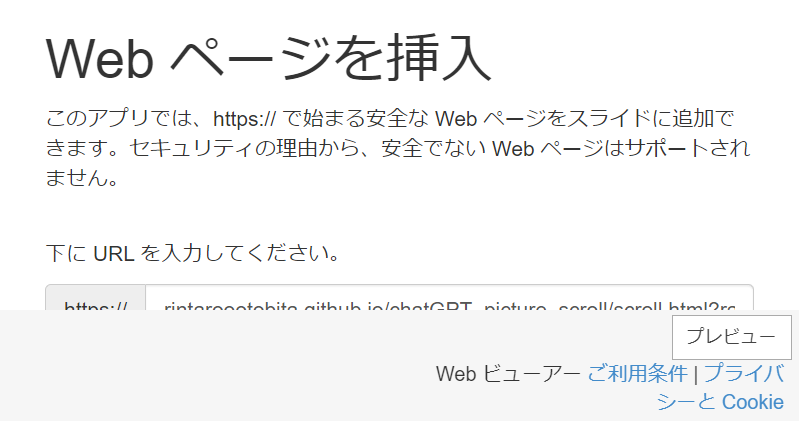 Web ページを挿入
このアプリでは、https:// で始まる安全な Web ページをスライドに追加で
きます。セキュリティの理由から、安全でない Web ページはサポートされ
ません。
下に URL を入力してください。
https://
プレビュー
Web ビューアー ご利用条件 | プライバ
シーと Cookie